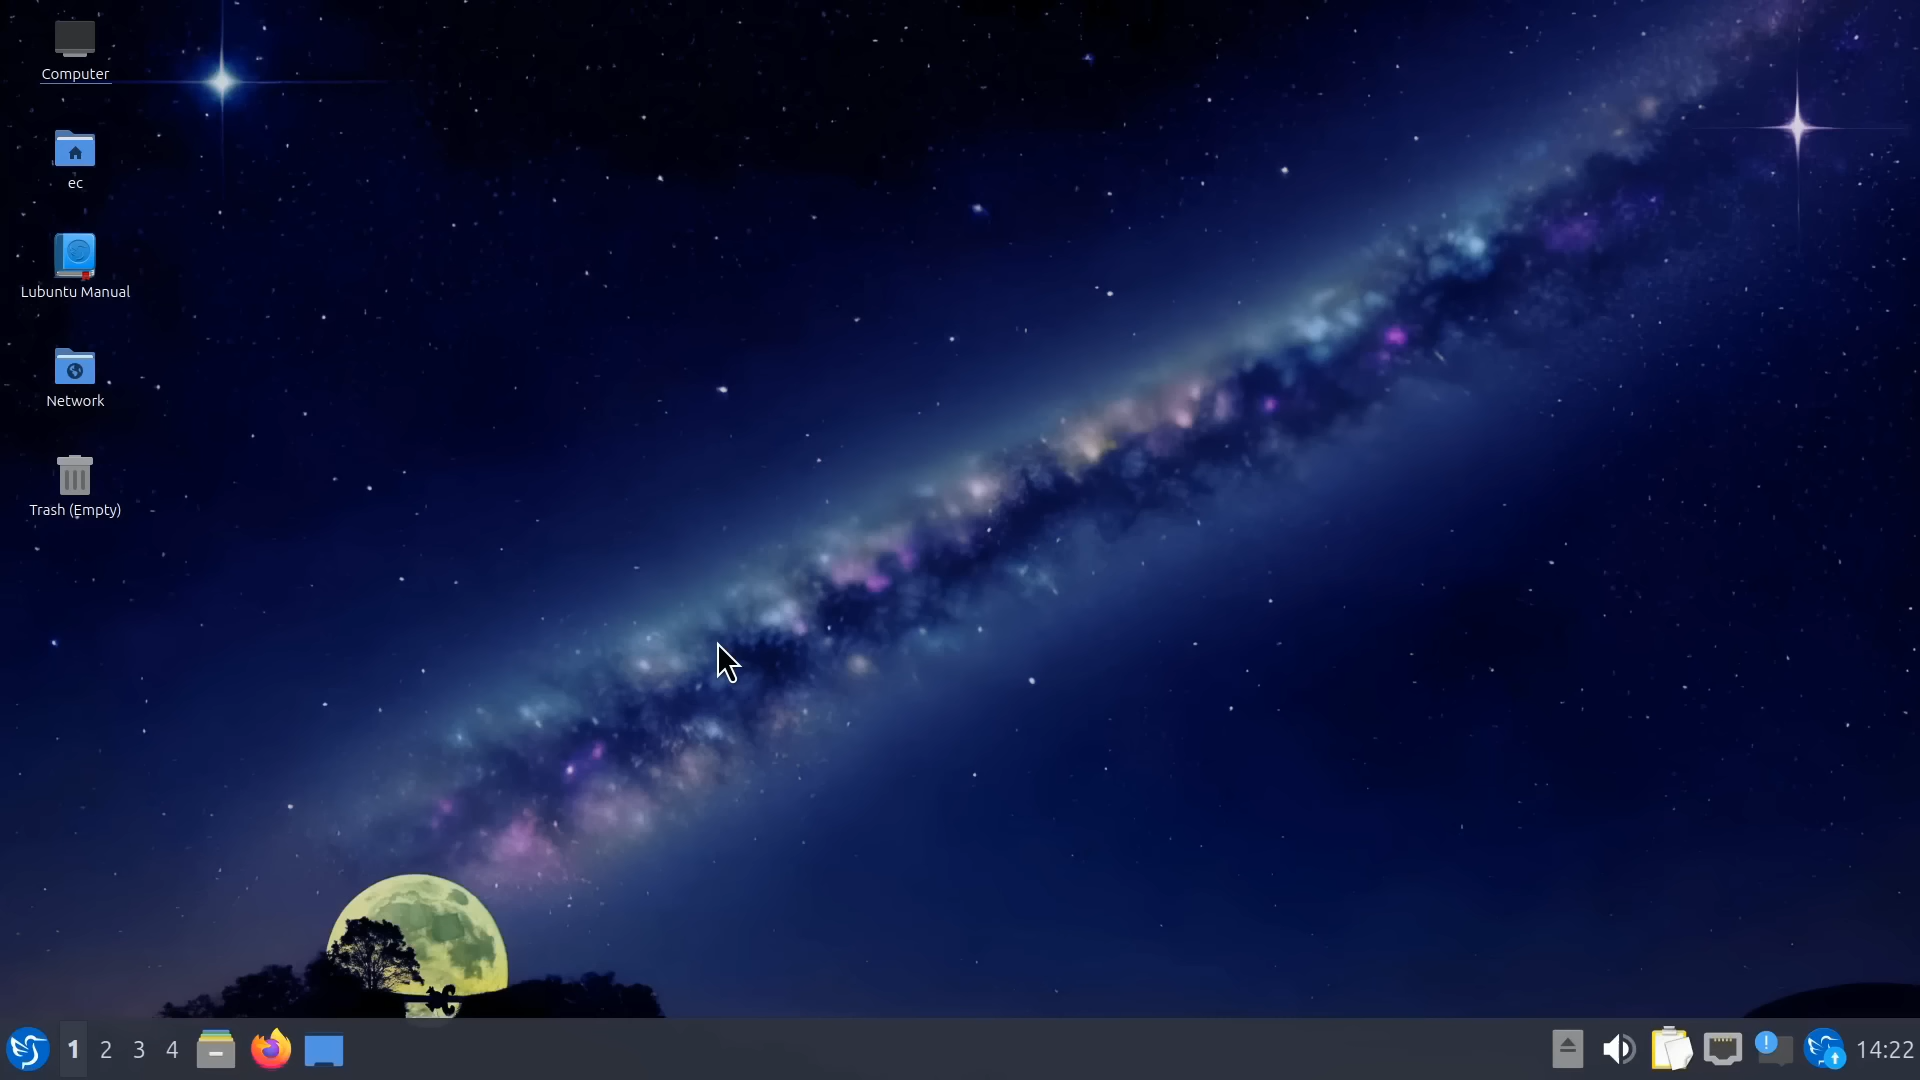 Computer
ec
Lubuntu Manual
Network
Trash (Empty)
1 2 3 4
14:22